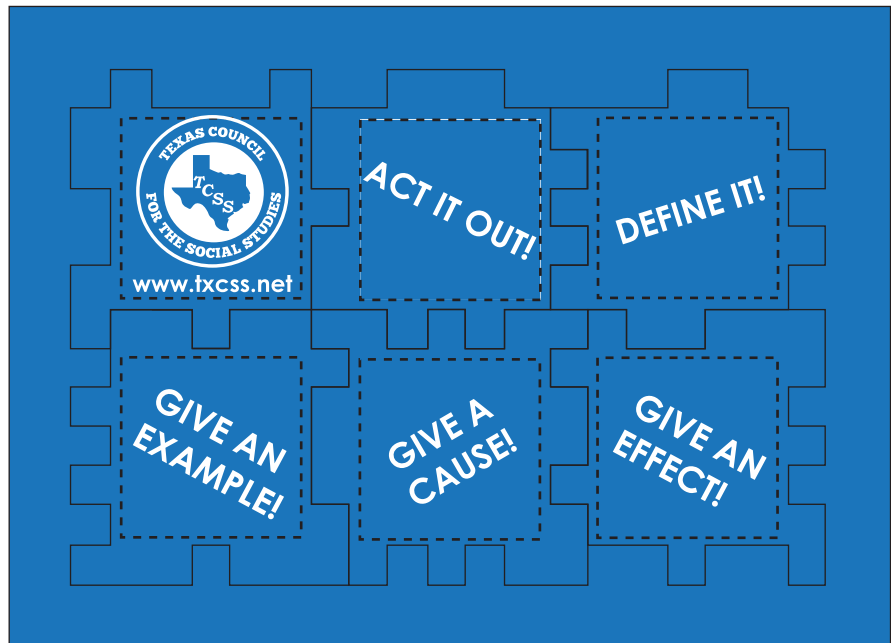 TEXAS COUNCIL
TCSS
FOR THE SOCIAL STUDIES
www.txcss.net
ACT IT OUT!
DEFINE IT!
GIVE AN
EXAMPLE!
GIVE A
CAUSE!
GIVE AN
EFFECT!